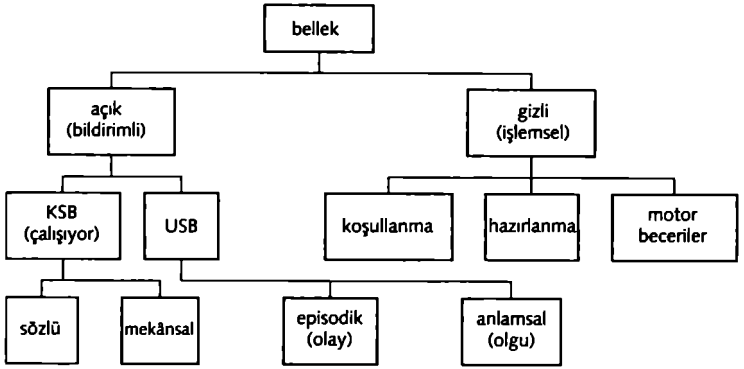 bellek
açık
(bildirimli)
gizli
(işlemsel)
KSB
(çalışıyor)
USB
koşullanma
hazırlanma
motor
beceriler
sözlü
mekânsal
episodik
(olay)
anlamsal
(olgu)